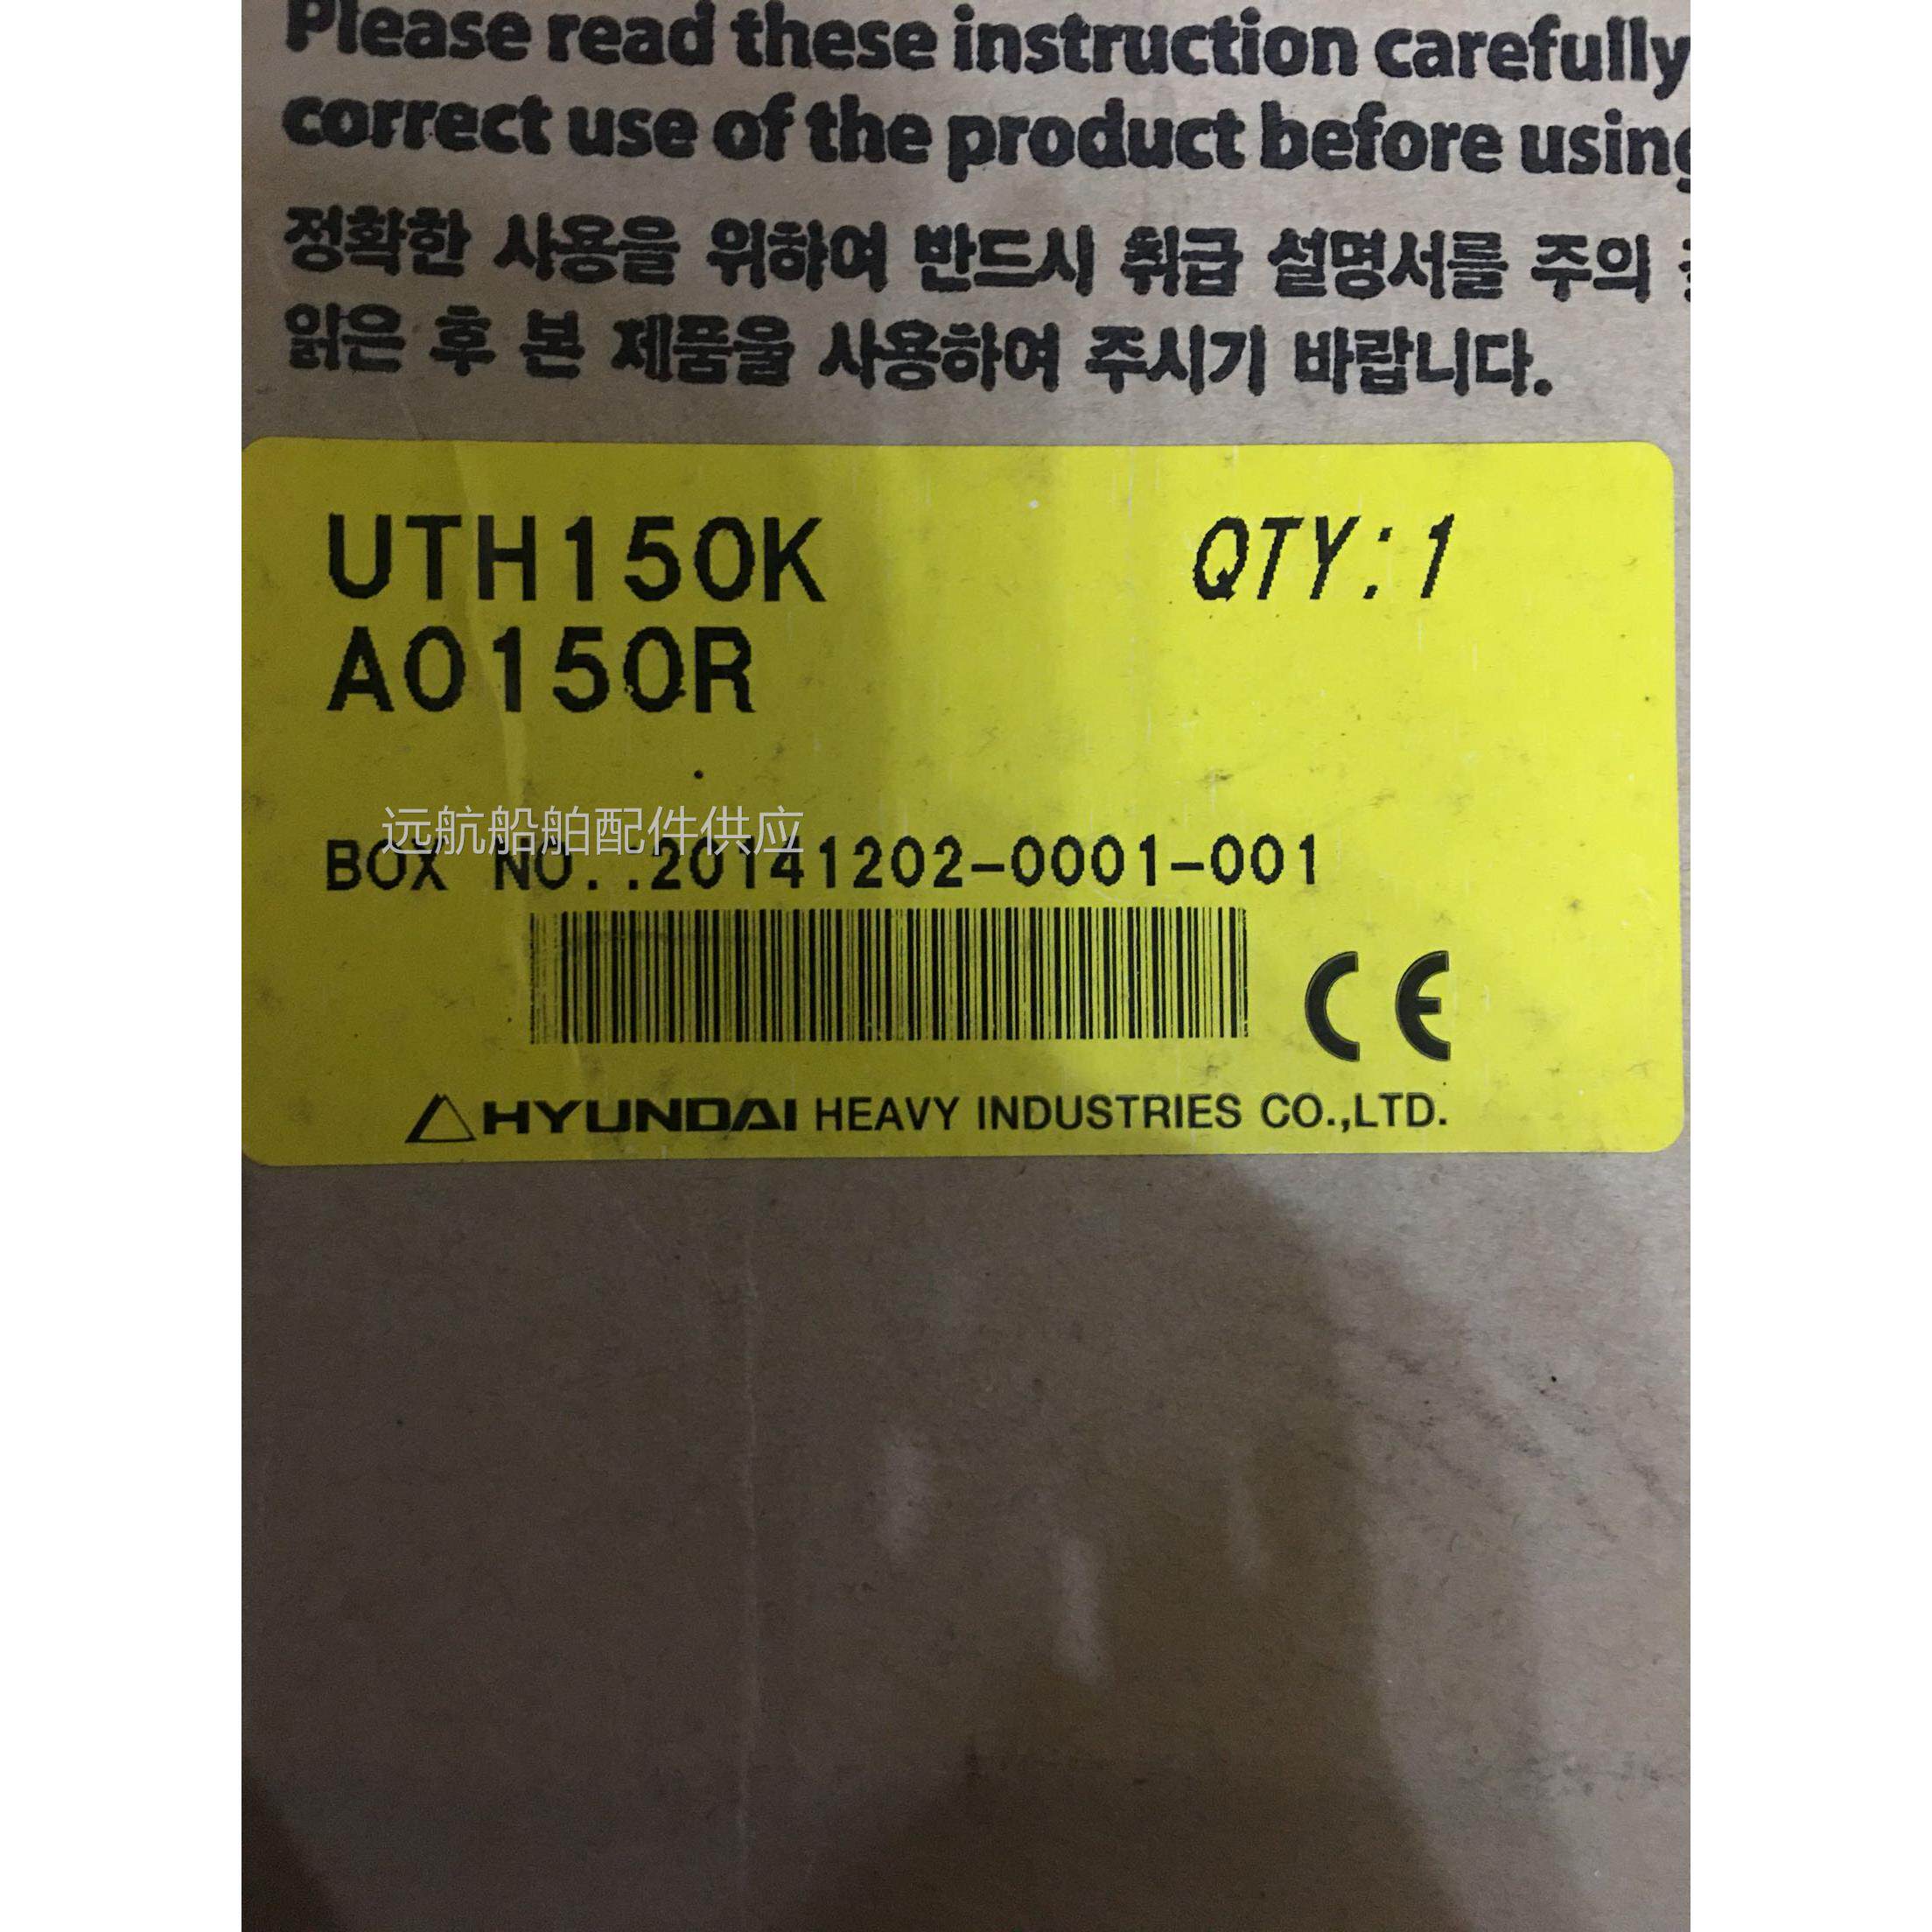 Please read these instruction carefully
correct use of the product before using
정확한 사용을 위하여 반드시 취급 설명서를 주의
읽은 후 본 제품을 사용하여 주시기 바랍니다.
UTH150K QTY:1
A0150R
远航船舶配件供应
BOX NO..20141202-0001-001
CE
HYUNDAI HEAVY INDUSTRIES CO.,LTD.